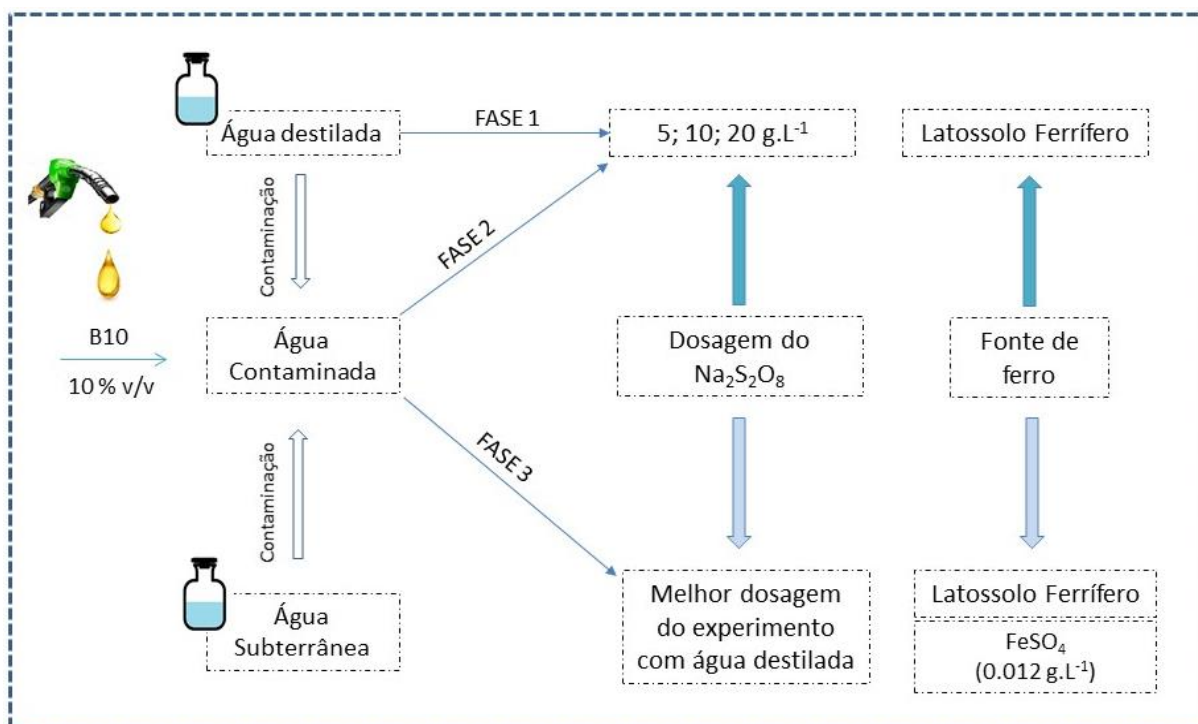 Água destilada
FASE 1
5; 10; 20 g.L⁻¹
Latossolo Ferrífero
Contaminação
FASE 2
B10
10 % v/v
Água
Contaminada
Dosagem do
Na₂S₂O₈
Fonte de
ferro
Contaminação
FASE 3
Água
Subterrânea
Melhor dosagem
do experimento
com água destilada
Latossolo Ferrífero
FeSO₄
(0.012 g.L⁻¹)